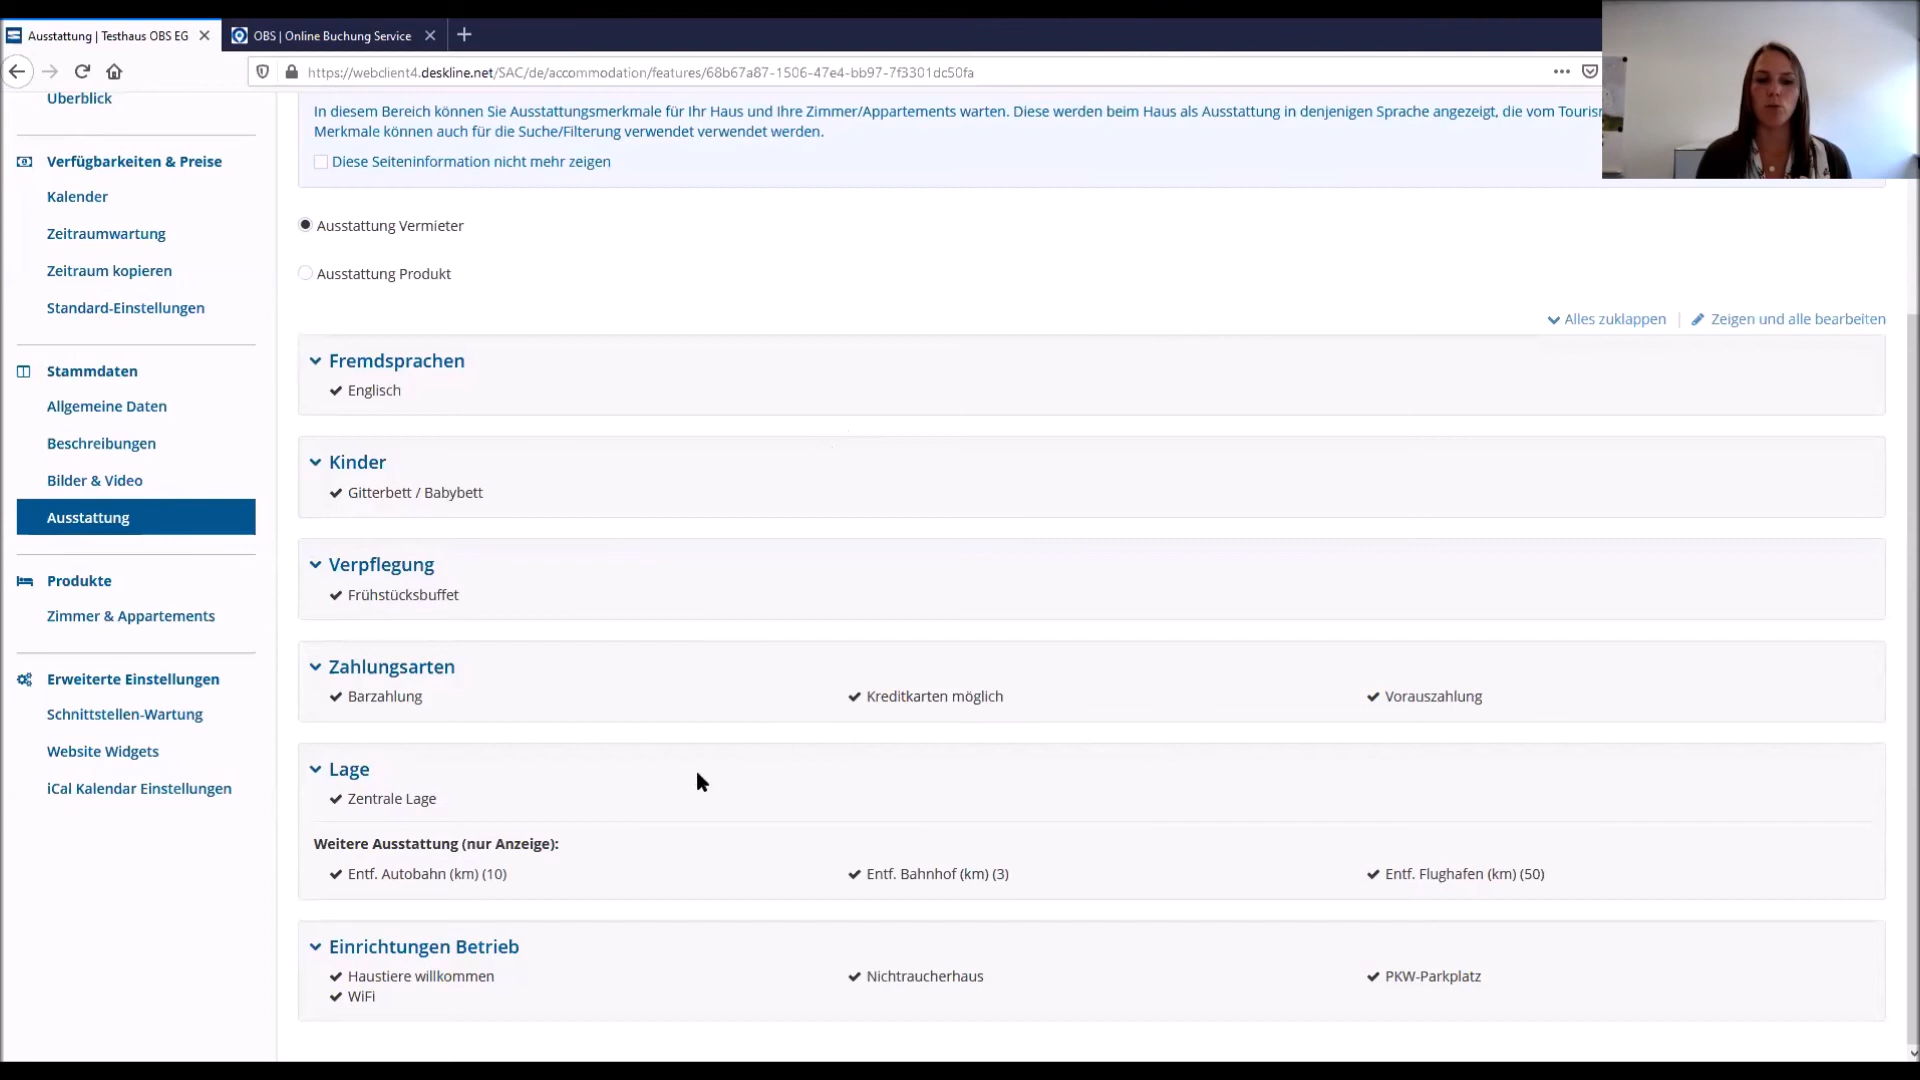 Ausstattung | Testhaus OBS EG
OBS | Online Buchung Service
https://webclient4.deskline.net/SAC/de/accommodation/features/68b67a87-1506-47e4-bb97-7f3301dc50fa
Überblick
Verfügbarkeiten & Preise
Kalender
Zeitraumwartung
Zeitraum kopieren
Standard-Einstellungen
Stammdaten
Allgemeine Daten
Beschreibungen
Bilder & Video
Ausstattung
Produkte
Zimmer & Appartements
Erweiterte Einstellungen
Schnittstellen-Wartung
Website Widgets
iCal Kalendar Einstellungen
In diesem Bereich können Sie Ausstattungsmerkmale für Ihr Haus und Ihre Zimmer/Appartements warten. Diese werden beim Haus als Ausstattung in denjenigen Sprache angezeigt, die vom Touris
Merkmale können auch für die Suche/Filterung verwendet verwendet werden.
Diese Seiteninformation nicht mehr zeigen
Ausstattung Vermieter
Ausstattung Produkt
Alles zuklappen | Zeigen und alle bearbeiten
Fremdsprachen
Englisch
Kinder
Gitterbett / Babybett
Verpflegung
Frühstücksbuffet
Zahlungsarten
Barzahlung Kreditkarten möglich Vorauszahlung
Lage
Zentrale Lage
Weitere Ausstattung (nur Anzeige):
Entf. Autobahn (km) (10) Entf. Bahnhof (km) (3) Entf. Flughafen (km) (50)
Einrichtungen Betrieb
Haustiere willkommen Nichtraucherhaus PKW-Parkplatz
WiFi